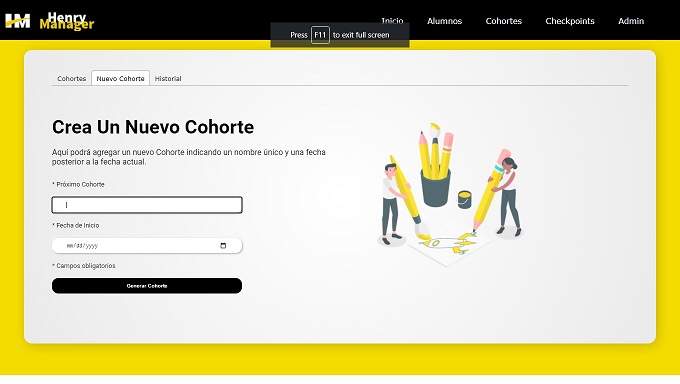 HM Henry Manager
Inicio Alumnos Cohortes Checkpoints Admin
Press F11 to exit full screen
Cohortes Nuevo Cohorte Historial
Crea Un Nuevo Cohorte
Aquí podrá agregar un nuevo Cohorte indicando un nombre único y una fecha
posterior a la fecha actual.
* Próximo Cohorte
* Fecha de Inicio
mm/dd/yyyy
* Campos obligatorios
Generar Cohorte